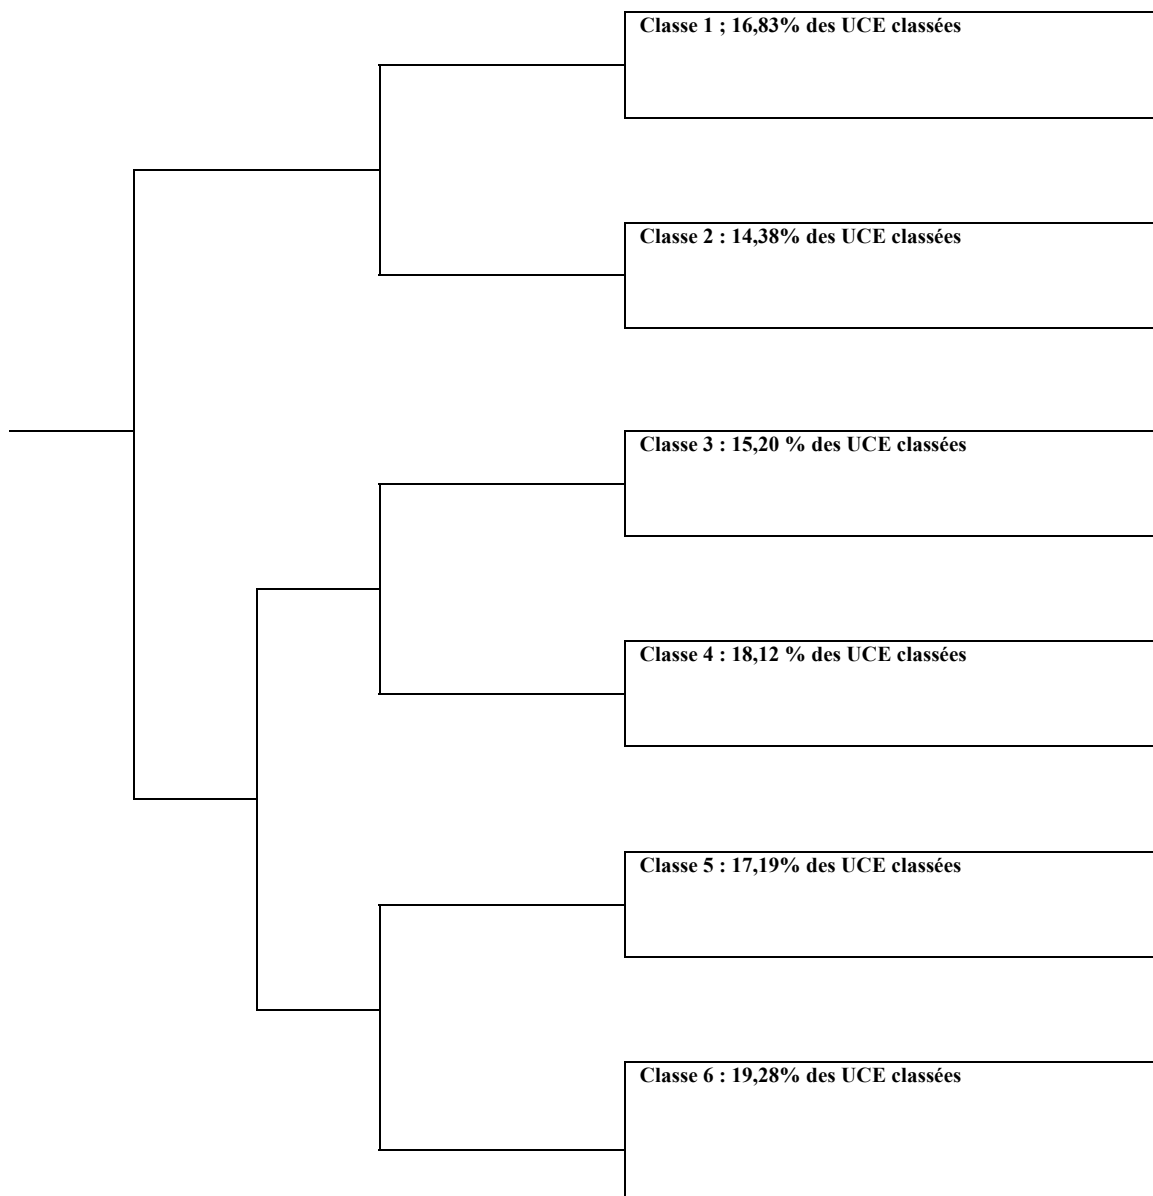 Classe 1 ; 16,83% des UCE classées
Classe 2 : 14,38% des UCE classées
Classe 3 : 15,20 % des UCE classées
Classe 4 : 18,12 % des UCE classées
Classe 5 : 17,19% des UCE classées
Classe 6 : 19,28% des UCE classées